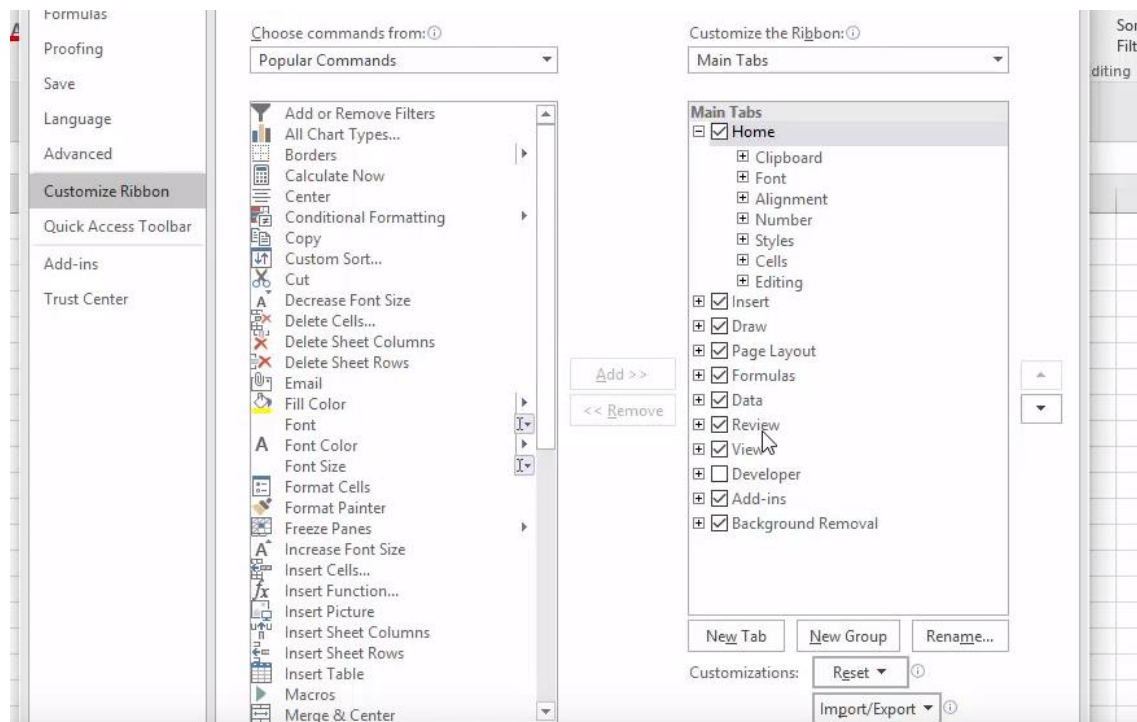 Formulas
Proofing
Save
Language
Advanced
Customize Ribbon
Quick Access Toolbar
Add-ins
Trust Center
Choose commands from:
Popular Commands
Add or Remove Filters
All Chart Types...
Borders
Calculate Now
Center
Conditional Formatting
Copy
Custom Sort...
Cut
Decrease Font Size
Delete Cells...
Delete Sheet Columns
Delete Sheet Rows
Email
Fill Color
Font
Font Color
Font Size
Format Cells
Format Painter
Freeze Panes
Increase Font Size
Insert Cells...
Insert Function...
Insert Picture
Insert Sheet Columns
Insert Sheet Rows
Insert Table
Macros
Merge & Center
Add >>
<< Remove
Customize the Ribbon:
Main Tabs
Main Tabs
Home
Clipboard
Font
Alignment
Number
Styles
Cells
Editing
Insert
Draw
Page Layout
Formulas
Data
Review
View
Developer
Add-ins
Background Removal
New Tab
New Group
Rename...
Customizations:
Reset
Import/Export